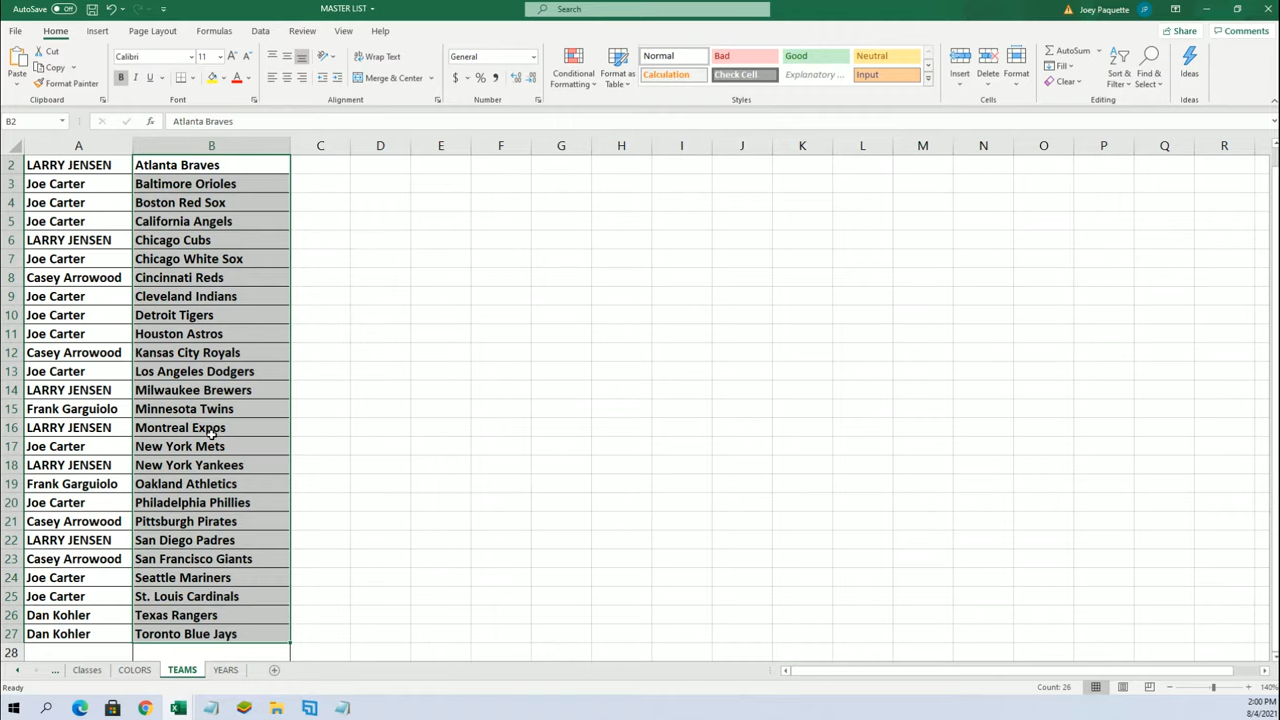 AutoSave Off MASTER LIST Search Joey Paquette JP
File Home Insert Page Layout Formulas Data Review View Help Share Comments
Paste Cut Copy Format Painter Clipboard
Calibri 11 B I U Font
Wrap Text Merge & Center Alignment
General $ % Number
Conditional Formatting Format as Table
Normal Bad Good Neutral
Calculation Check Cell Explanatory ... Input
Styles
Insert Delete Format Cells
AutoSum Fill Clear Sort & Filter Find & Select Editing
Ideas Ideas
B2 fx Atlanta Braves
A B C D E F G H I J K L M N O P Q R
2 LARRY JENSEN Atlanta Braves
3 Joe Carter Baltimore Orioles
4 Joe Carter Boston Red Sox
5 Joe Carter California Angels
6 LARRY JENSEN Chicago Cubs
7 Joe Carter Chicago White Sox
8 Casey Arrowood Cincinnati Reds
9 Joe Carter Cleveland Indians
10 Joe Carter Detroit Tigers
11 Joe Carter Houston Astros
12 Casey Arrowood Kansas City Royals
13 Joe Carter Los Angeles Dodgers
14 LARRY JENSEN Milwaukee Brewers
15 Frank Garguiolo Minnesota Twins
16 LARRY JENSEN Montreal Expos
17 Joe Carter New York Mets
18 LARRY JENSEN New York Yankees
19 Frank Garguiolo Oakland Athletics
20 Joe Carter Philadelphia Phillies
21 Casey Arrowood Pittsburgh Pirates
22 LARRY JENSEN San Diego Padres
23 Casey Arrowood San Francisco Giants
24 Joe Carter Seattle Mariners
25 Joe Carter St. Louis Cardinals
26 Dan Kohler Texas Rangers
27 Dan Kohler Toronto Blue Jays
28
... Classes COLORS TEAMS YEARS
Ready Count: 26 140%
2:00 PM
8/4/2021